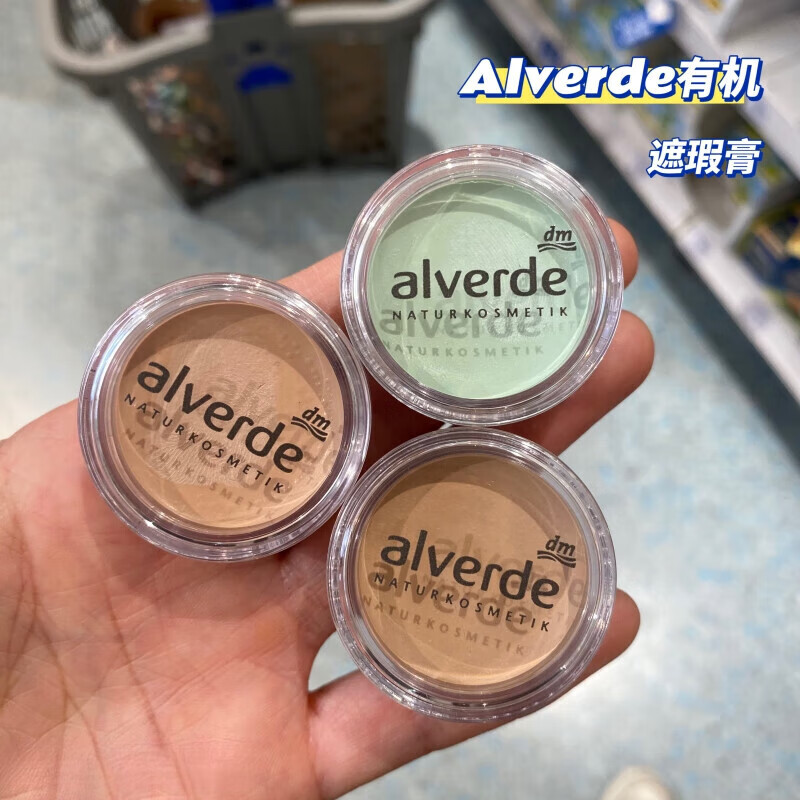 Alverde有机
遮瑕膏
dm
alverde
NATURKOSMETIK
alverde
dm
NATURKOSMETIK
dm
alverde
NATURKOSMETIK